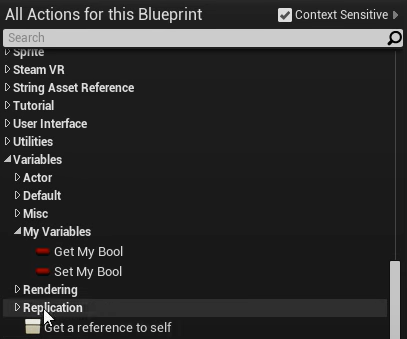 All Actions for this Blueprint
Context Sensitive
Search
Sprite
Steam VR
String Asset Reference
Tutorial
User Interface
Utilities
Variables
Actor
Default
Misc
My Variables
Get My Bool
Set My Bool
Rendering
Replication
Get a reference to self